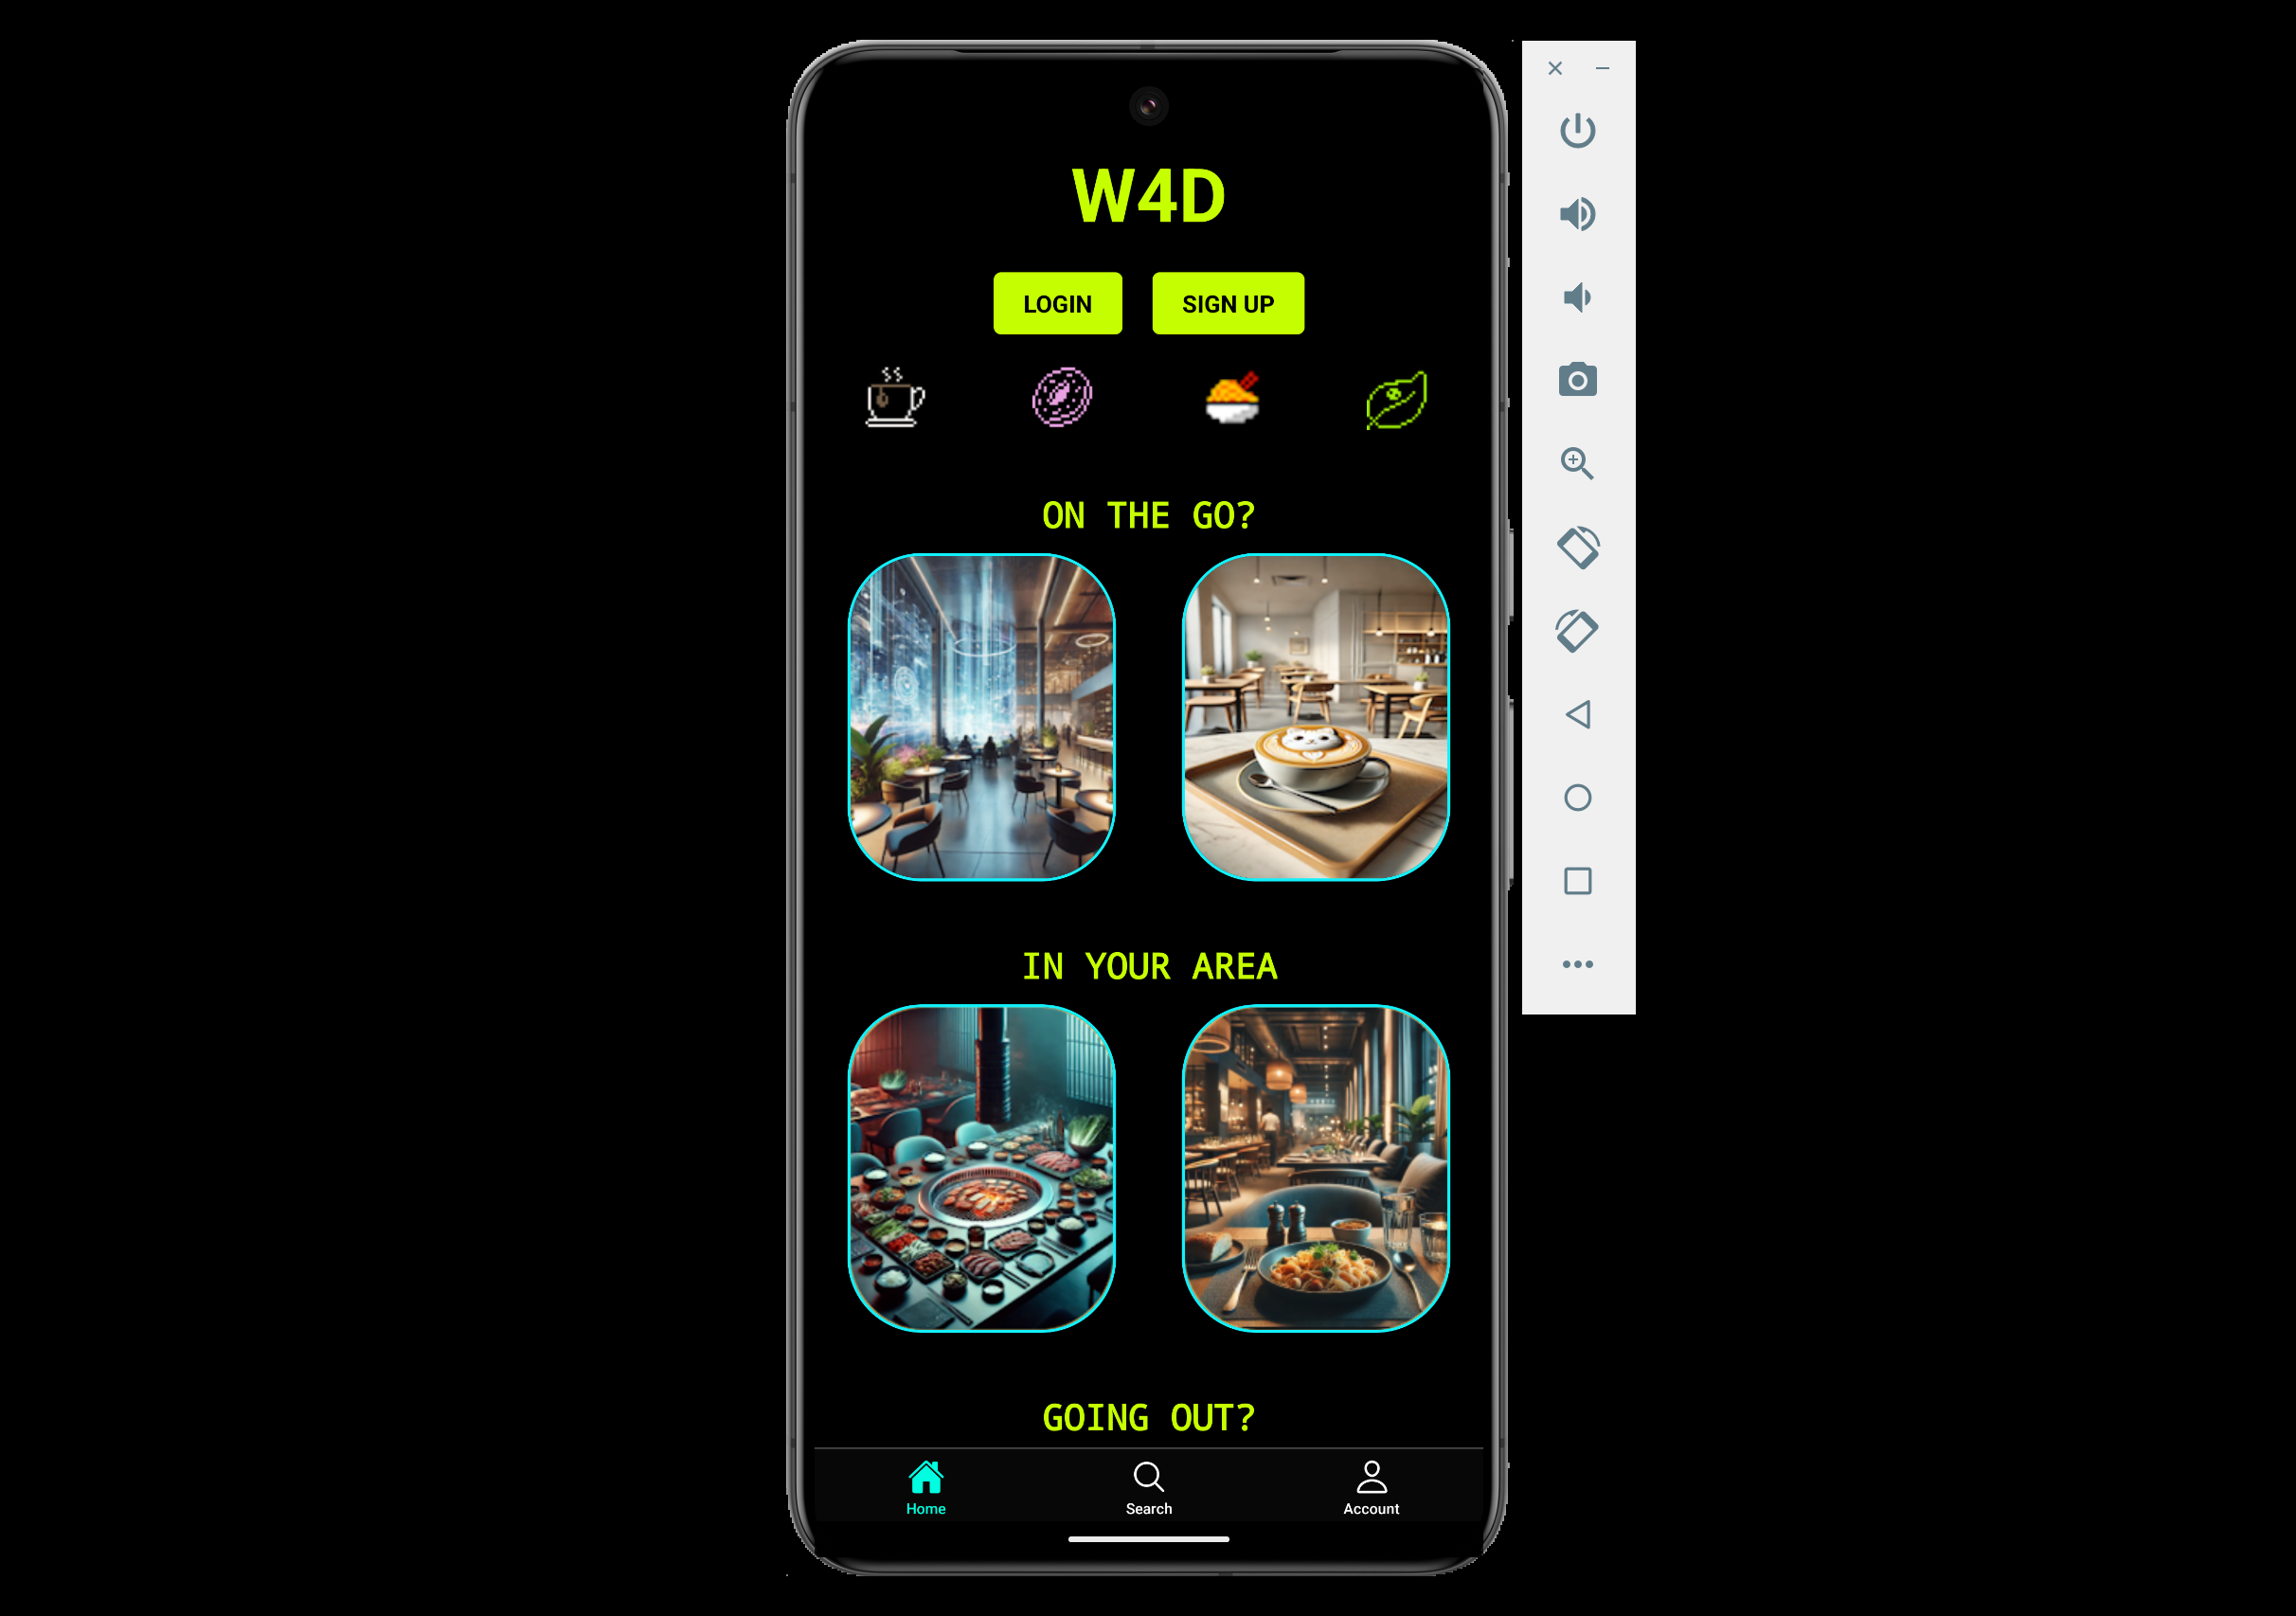 W4D
LOGIN
SIGN UP
ON THE GO?
IN YOUR AREA
GOING OUT?
Home
Search
Account